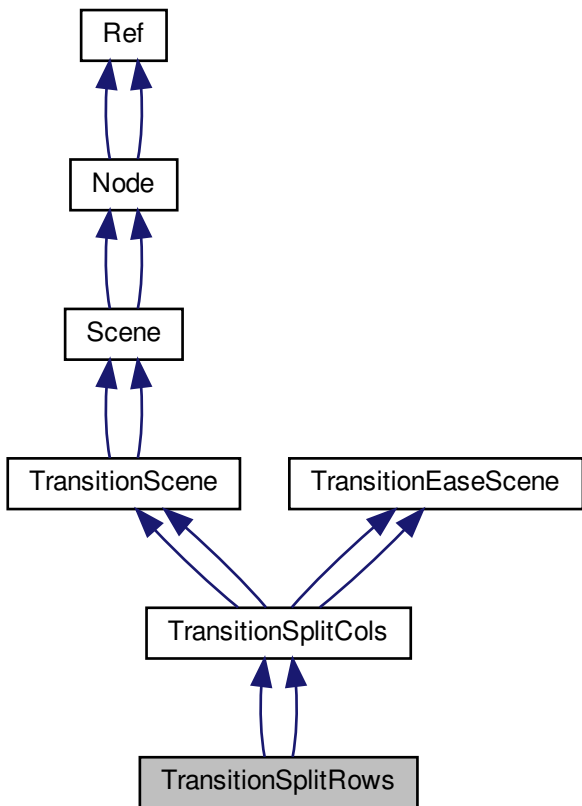 Ref
Node
Scene
TransitionScene
TransitionEaseScene
TransitionSplitCols
TransitionSplitRows